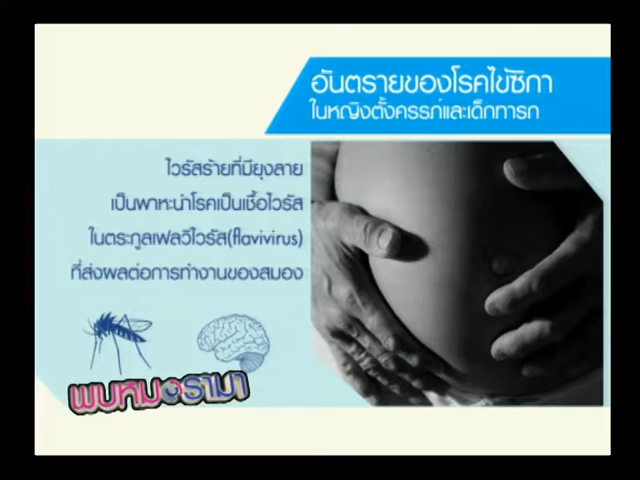 อันตรายของโรคไข้ซิกา
ในหญิงตั้งครรภ์และเด็กทารก
ไวรัสร้ายที่มียุงลาย
เป็นพาหะนำโรคเป็นเชื้อไวรัส
ในตระกูลเฟลวิไวรัส(flavivirus)
ที่ส่งผลต่อการทำงานของสมอง
พบหมอรามา